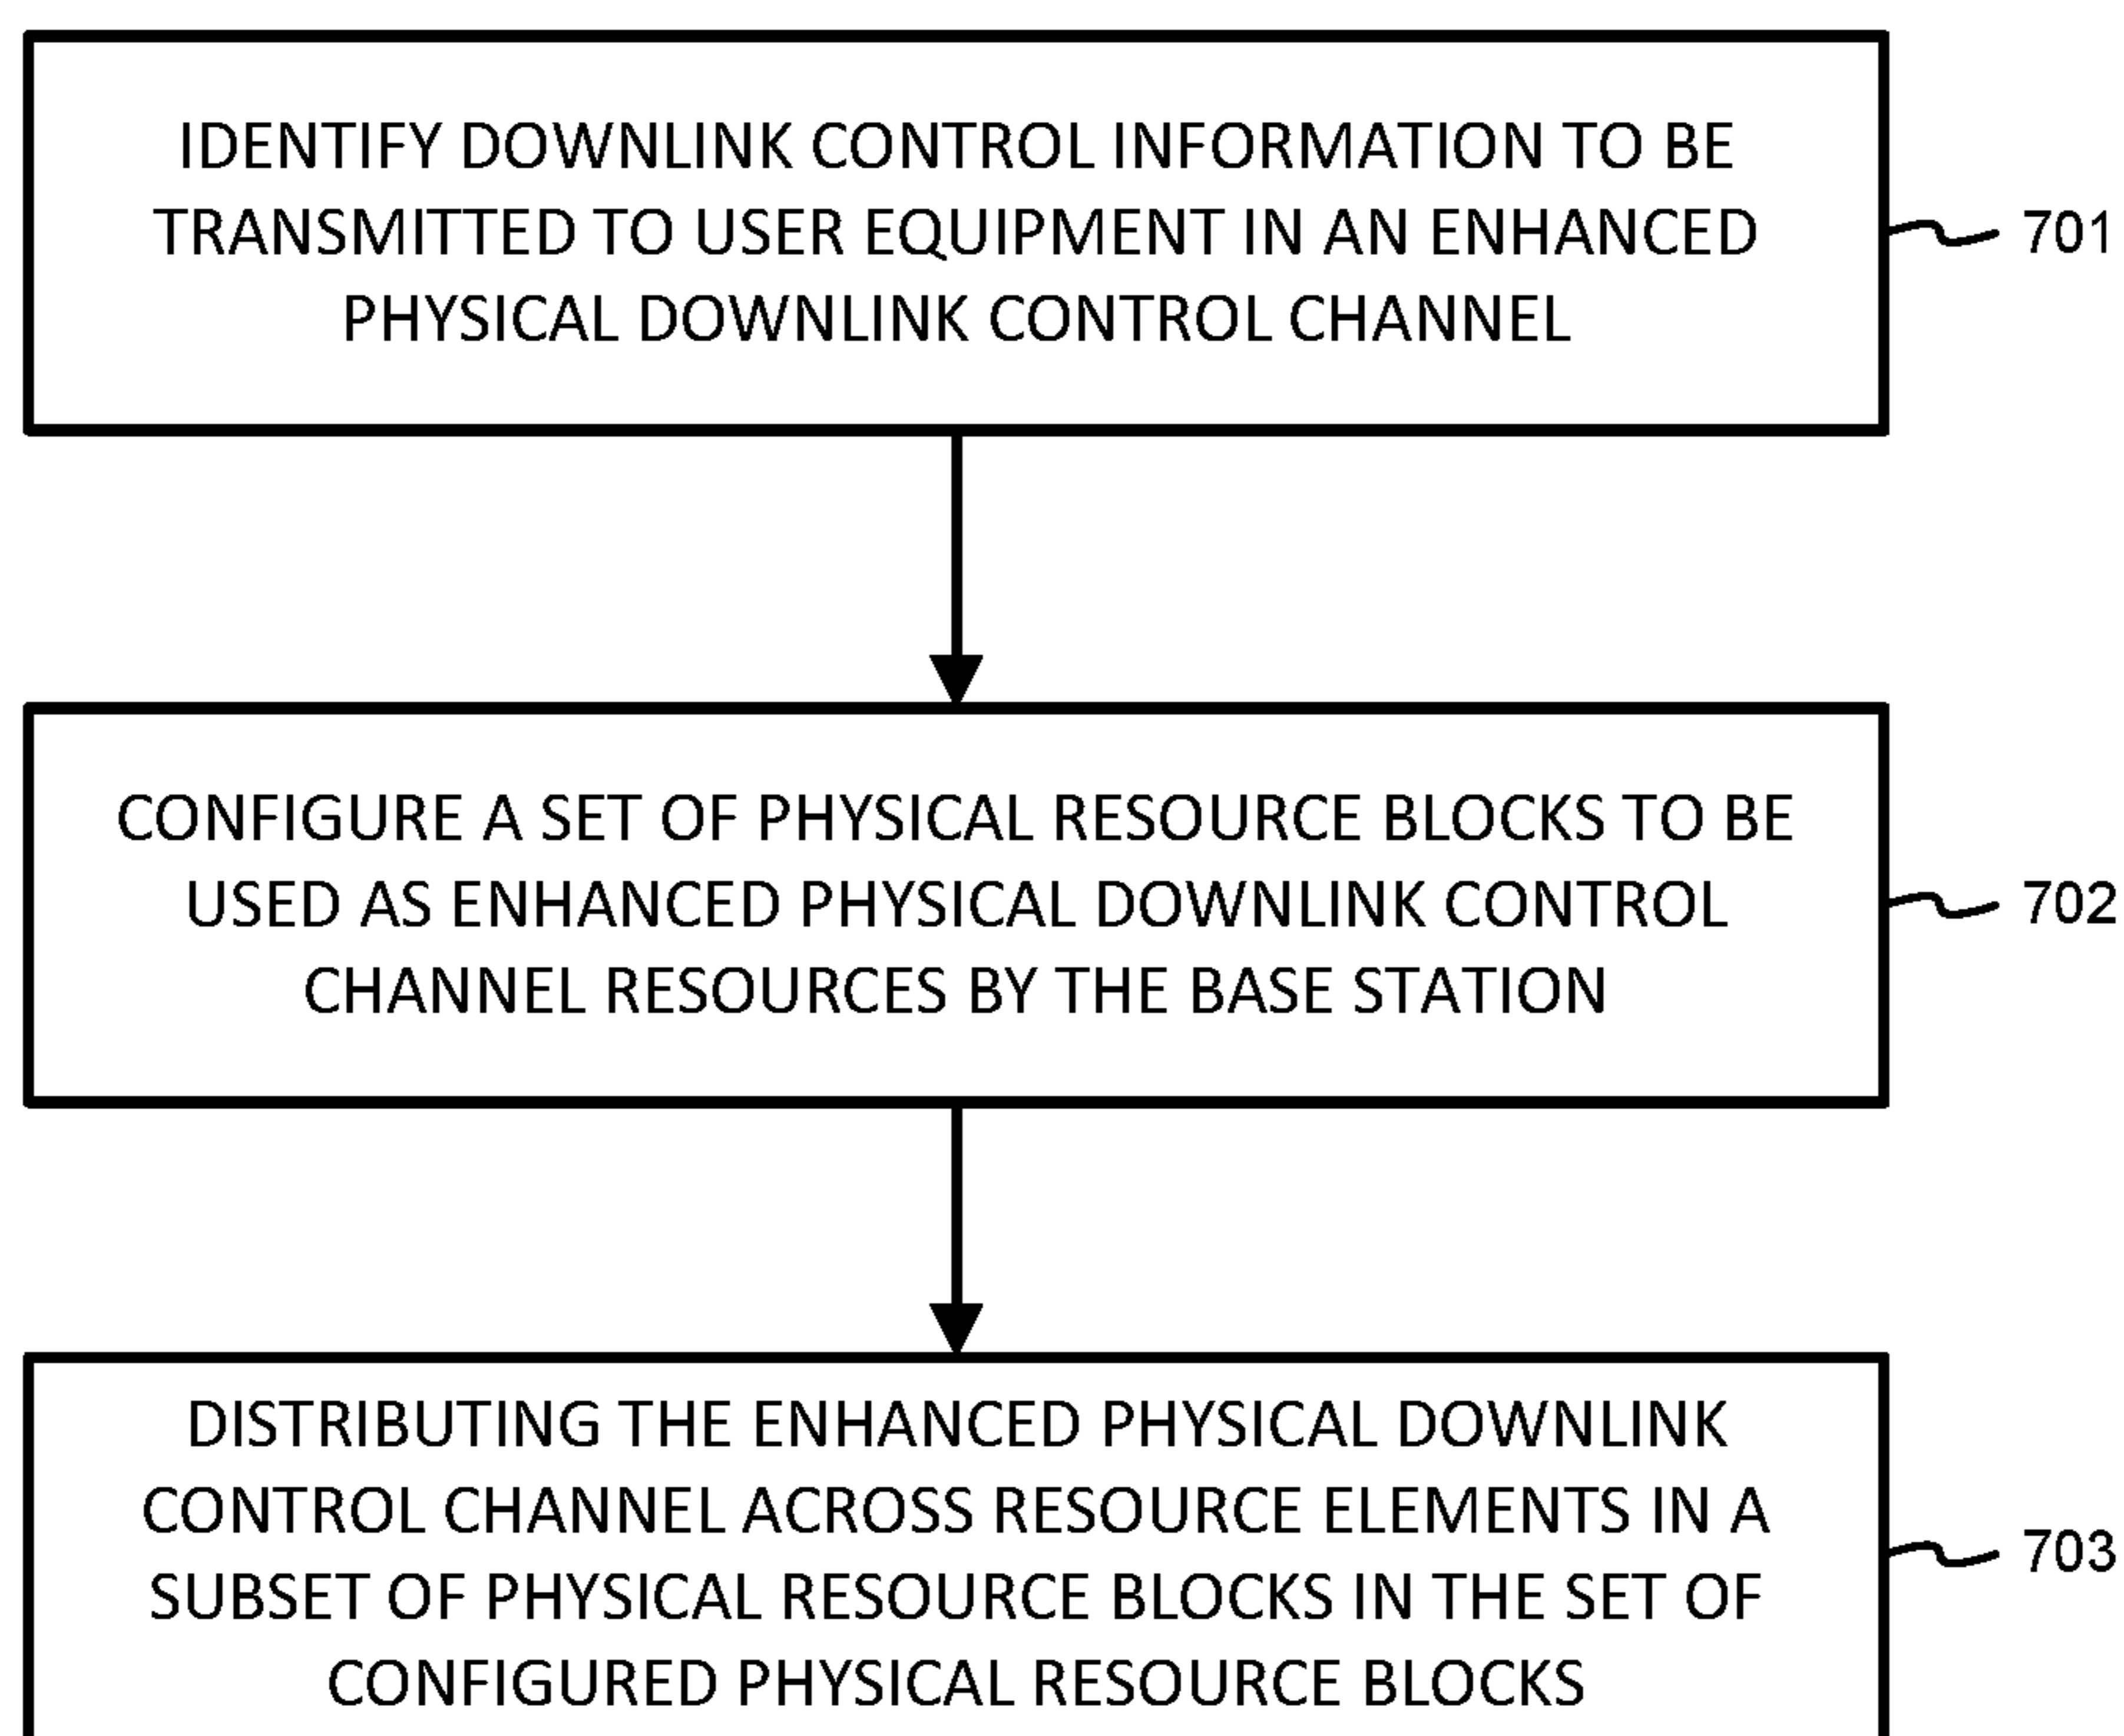 IDENTIFY DOWNLINK CONTROL INFORMATION TO BE
TRANSMITTED TO USER EQUIPMENT IN AN ENHANCED
PHYSICAL DOWNLINK CONTROL CHANNEL
701
CONFIGURE A SET OF PHYSICAL RESOURCE BLOCKS TO BE
USED AS ENHANCED PHYSICAL DOWNLINK CONTROL
CHANNEL RESOURCES BY THE BASE STATION
702
DISTRIBUTING THE ENHANCED PHYSICAL DOWNLINK
CONTROL CHANNEL ACROSS RESOURCE ELEMENTS IN A
SUBSET OF PHYSICAL RESOURCE BLOCKS IN THE SET OF
CONFIGURED PHYSICAL RESOURCE BLOCKS
703